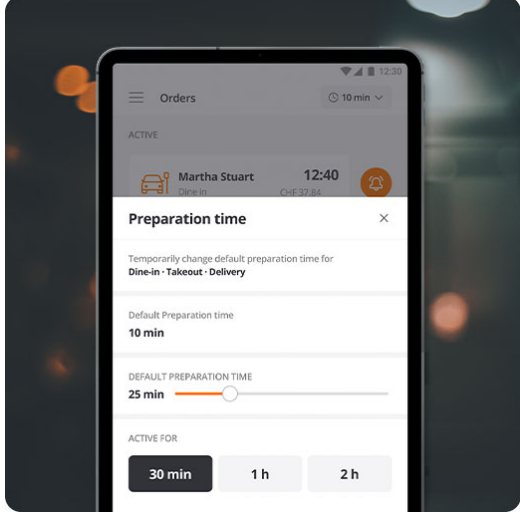 12:30
Orders
10 min
ACTIVE
Martha Stuart 12:40
Dine in CHF 37.84
Preparation time
Temporarily change default preparation time for
Dine-in · Takeout · Delivery
Default Preparation time
10 min
DEFAULT PREPARATION TIME
25 min
ACTIVE FOR
30 min 1 h 2 h